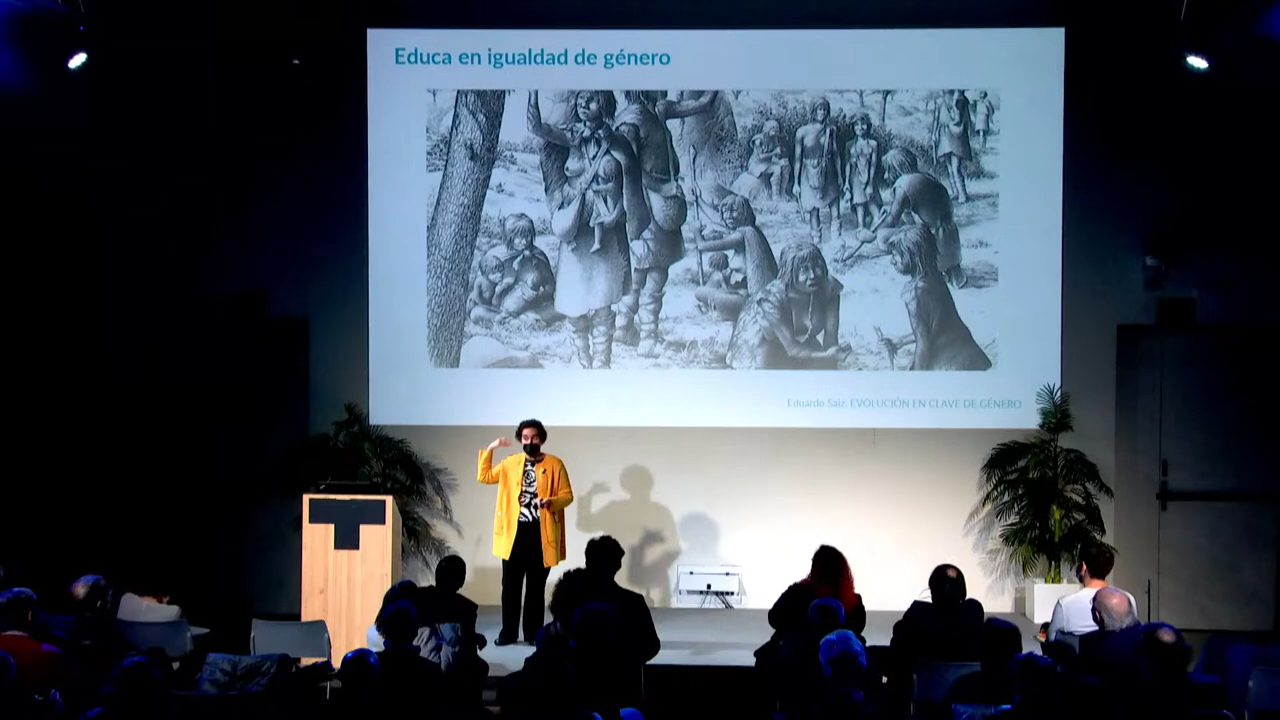 Educa en igualdad de género
Eduardo Saiz. EVOLUCIÓN EN CLAVE DE GÉNERO
T